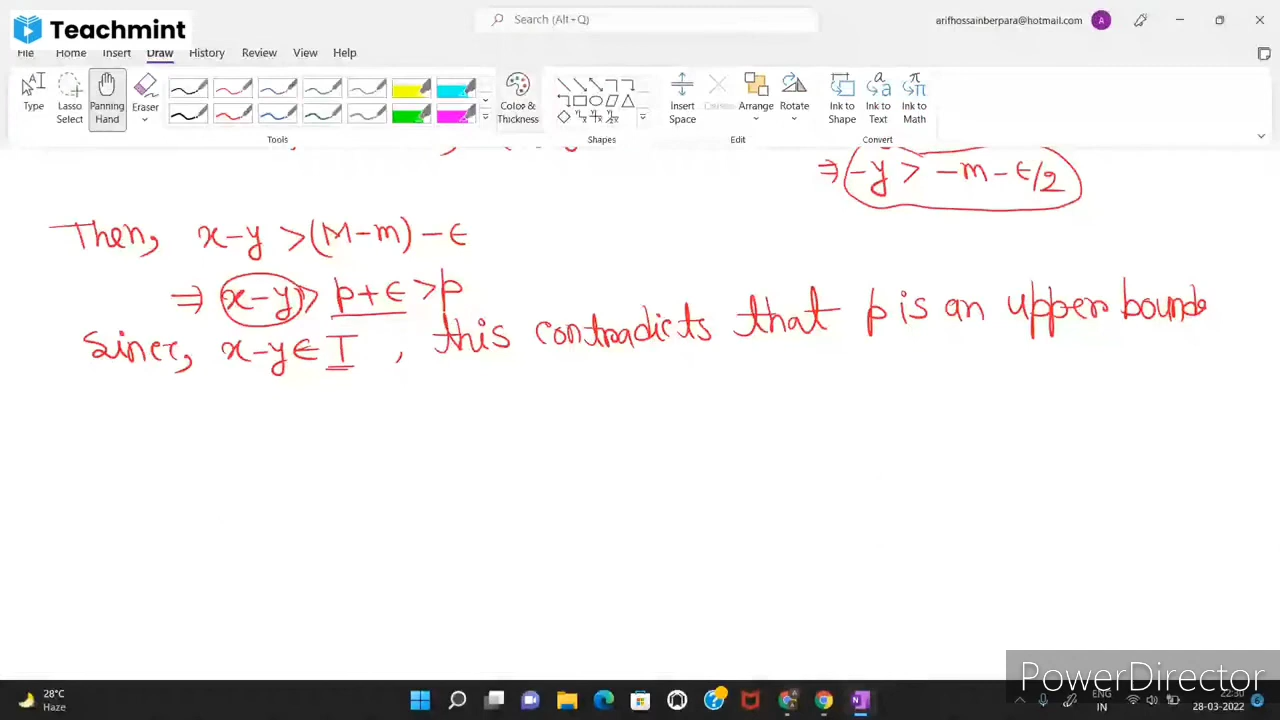 Teachmint
Search (Alt+Q)
arifhossainberpara@hotmail.com
A
File Home Insert Draw History Review View Help
Type
Lasso Select
Panning Hand
Eraser
Color & Thickness
Insert Space
Arrange
Rotate
Ink to Shape
Ink to Text
Ink to Math
Tools
Shapes
Edit
Convert
⇒ -y > -m - ϵ/2
Then, x-y > (M-m) - ϵ
⇒ x-y > p+ϵ > p
Since, x-y ∈ I, this contradicts that p is an upper bound
PowerDirector
28°C
Haze
ENG
IN
28-03-2022